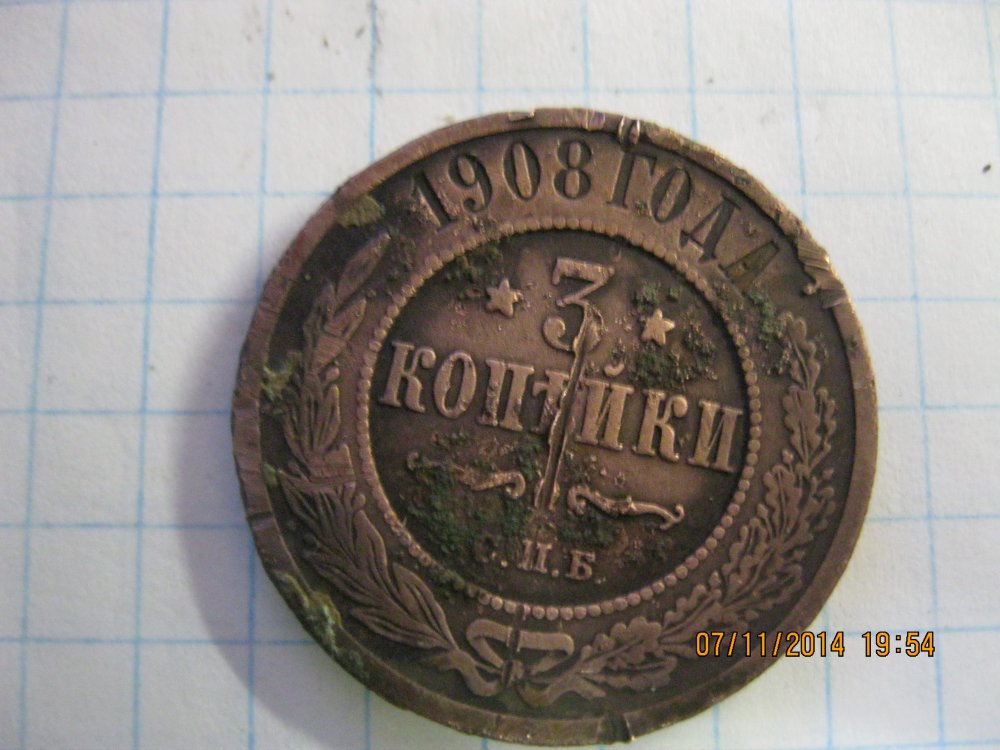 1908 ГОДА
3
КОПѢЙКИ
С.П.Б.
07/11/2014 19:54